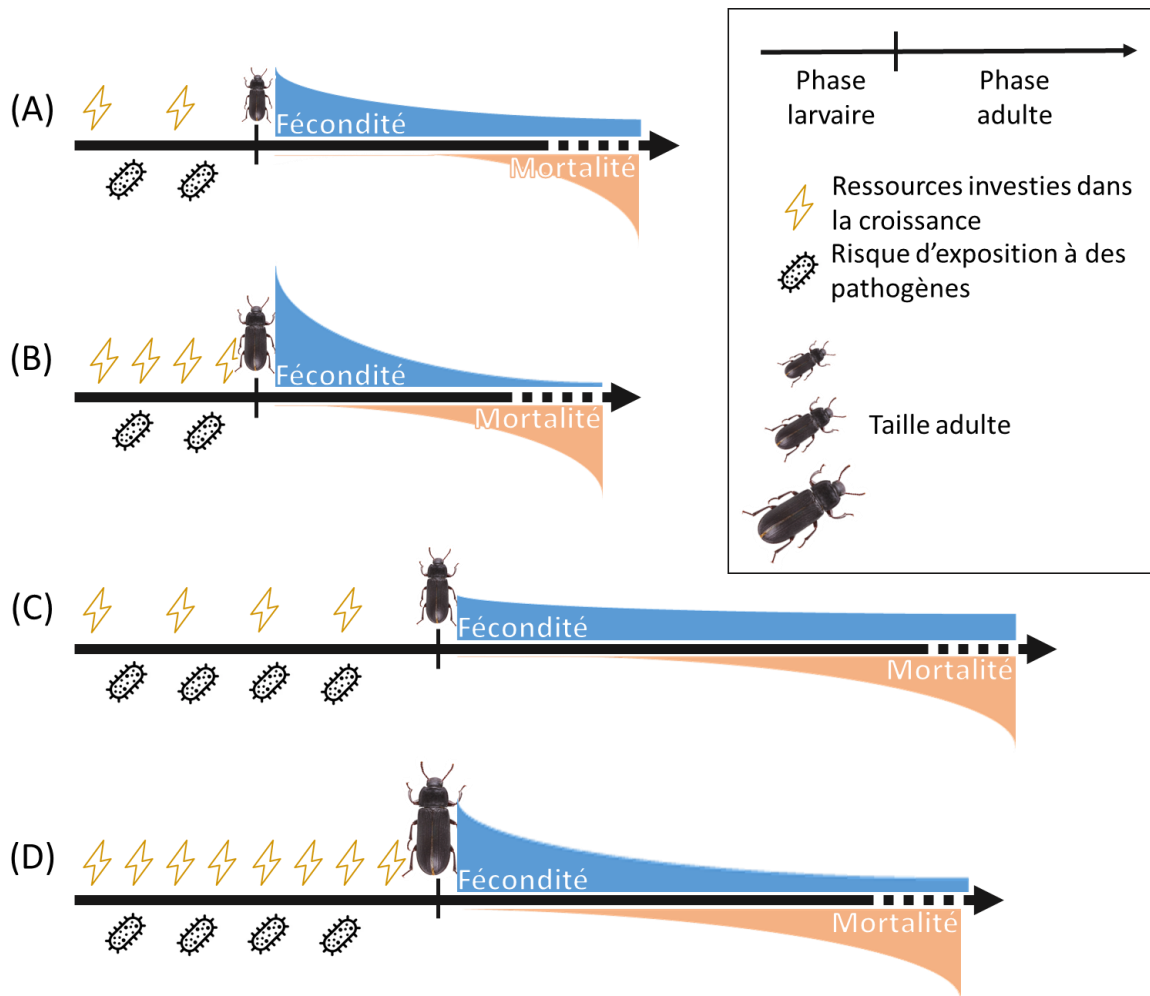 (A)
Fécondité
Mortalité
(B)
Fécondité
Mortalité
(C)
Fécondité
Mortalité
(D)
Fécondité
Mortalité
Phase
larvaire
Phase
adulte
Ressources investies dans
la croissance
Risque d'exposition à des
pathogènes
Taille adulte